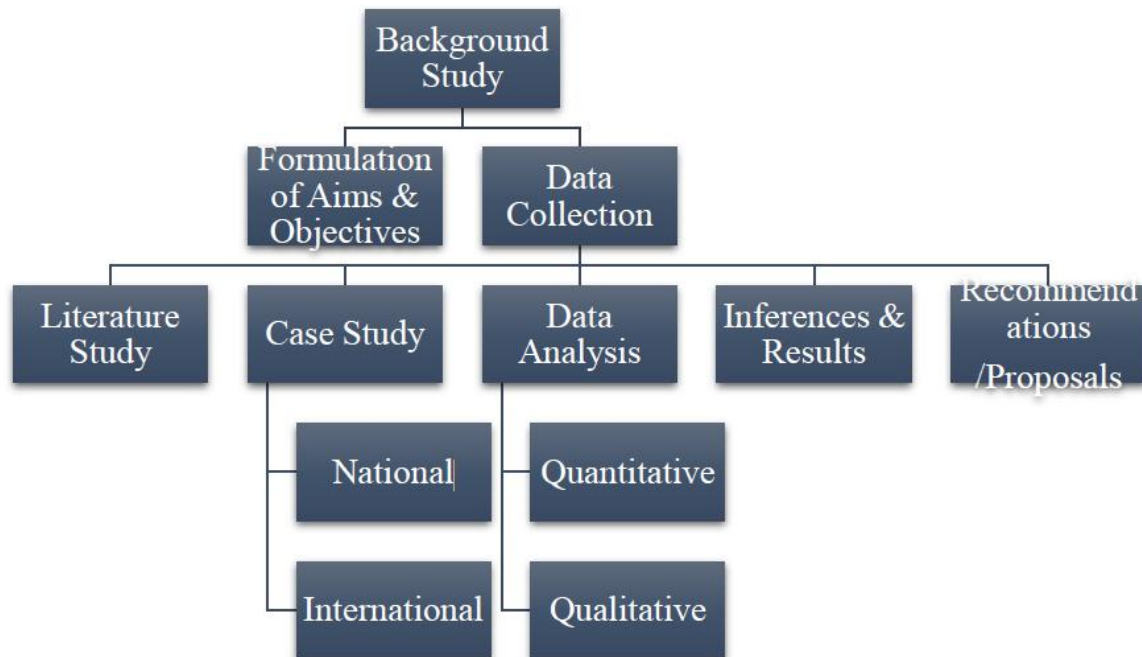 Background
Study
Formulation
of Aims &
Objectives
Data
Collection
Literature
Study
Case Study
Data
Analysis
Inferences &
Results
Recommend
ations
/Proposals
National
Quantitative
International
Qualitative